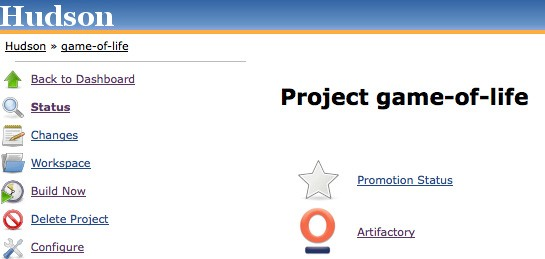 Hudson
Hudson » game-of-life
Back to Dashboard
Status
Changes
Workspace
Build Now
Delete Project
Configure
Project game-of-life
Promotion Status
Artifactory